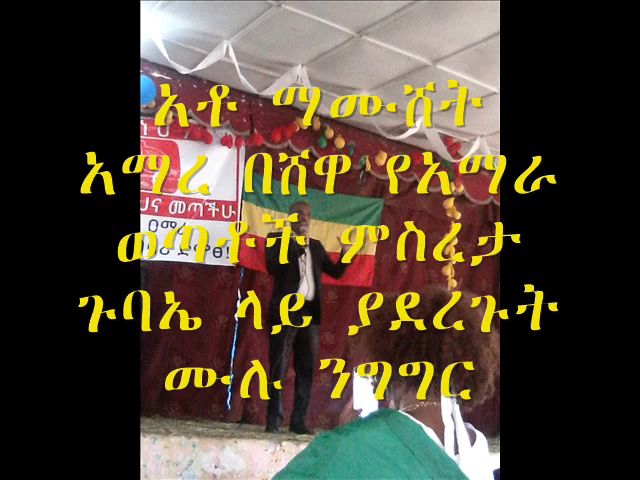 አቶ ማሙሸት
አማረ በሸዋ የአማራ
ወጣቶች ምስረታ
ጉባኤ ላይ ያደረጉት
ሙሉ ንግግር